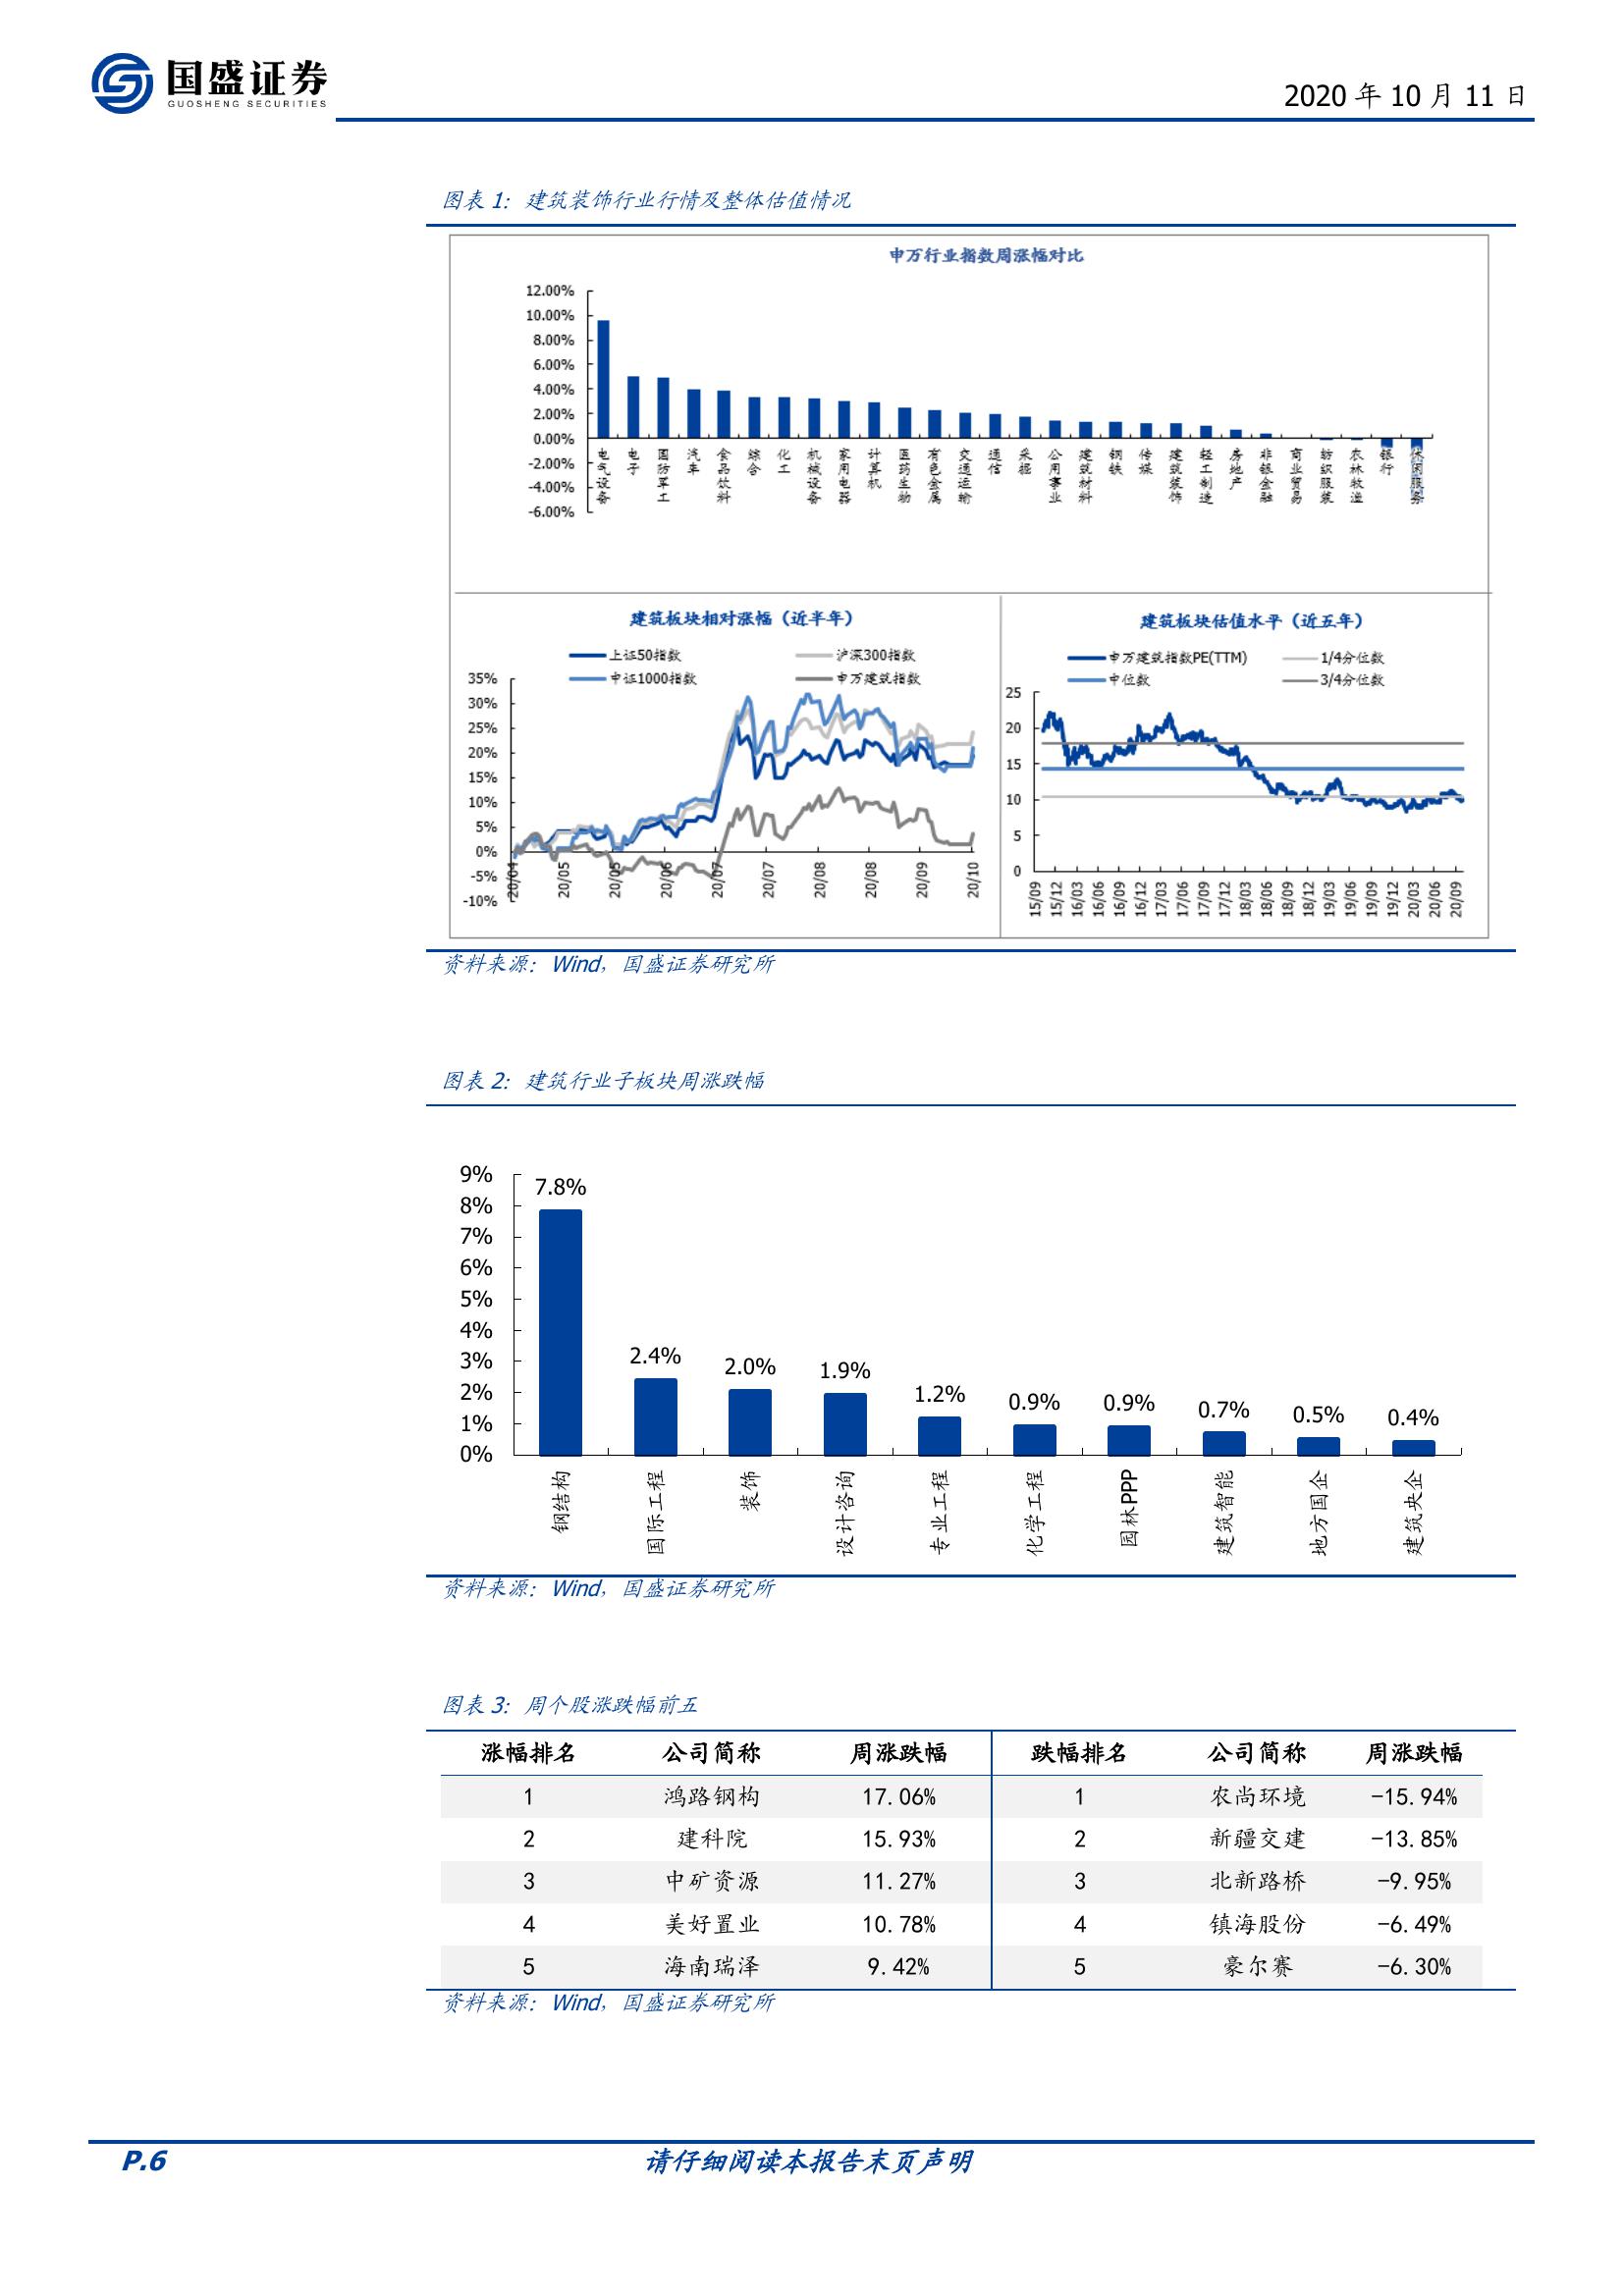 国盛证券
GUOSHENG SECURITIES
2020 年 10 月 11 日
图表 1: 建筑装饰行业行情及整体估值情况
申万行业指数周涨幅对比
12.00%
10.00%
8.00%
6.00%
4.00%
2.00%
0.00%
-2.00%
-4.00%
-6.00%
电气设备
电子
国防军工
汽车
食品饮料
综合
化工
机械设备
家用电器
计算机
医药生物
有色金属
交通运输
通信
采掘
公用事业
建筑材料
钢铁
传媒
建筑装饰
轻工制造
房地产
非银金融
商业贸易
纺织服装
农林牧渔
银行
休闲服务
建筑板块相对涨幅（近半年）
上证50指数
沪深300指数
中证1000指数
申万建筑指数
35%
30%
25%
20%
15%
10%
5%
0%
-5%
-10%
20/04
20/05
20/05
20/06
20/07
20/07
20/08
20/08
20/09
20/10
建筑板块估值水平（近五年）
申万建筑指数PE(TTM)
1/4分位数
中位数
3/4分位数
25
20
15
10
5
0
15/09
15/12
16/03
16/06
16/09
16/12
17/03
17/06
17/09
17/12
18/03
18/06
18/09
18/12
19/03
19/06
19/09
19/12
20/03
20/06
20/09
资料来源：Wind，国盛证券研究所
图表 2: 建筑行业子板块周涨跌幅
9%
8%
7%
6%
5%
4%
3%
2%
1%
0%
7.8%
2.4%
2.0%
1.9%
1.2%
0.9%
0.9%
0.7%
0.5%
0.4%
钢结构
国际工程
装饰
设计咨询
专业工程
化学工程
园林PPP
建筑智能
地方国企
建筑央企
资料来源：Wind，国盛证券研究所
图表 3: 周个股涨跌幅前五
涨幅排名 公司简称 周涨跌幅 跌幅排名 公司简称 周涨跌幅
1 鸿路钢构 17.06% 1 农尚环境 -15.94%
2 建科院 15.93% 2 新疆交建 -13.85%
3 中矿资源 11.27% 3 北新路桥 -9.95%
4 美好置业 10.78% 4 镇海股份 -6.49%
5 海南瑞泽 9.42% 5 豪尔赛 -6.30%
资料来源：Wind，国盛证券研究所
P.6
请仔细阅读本报告末页声明